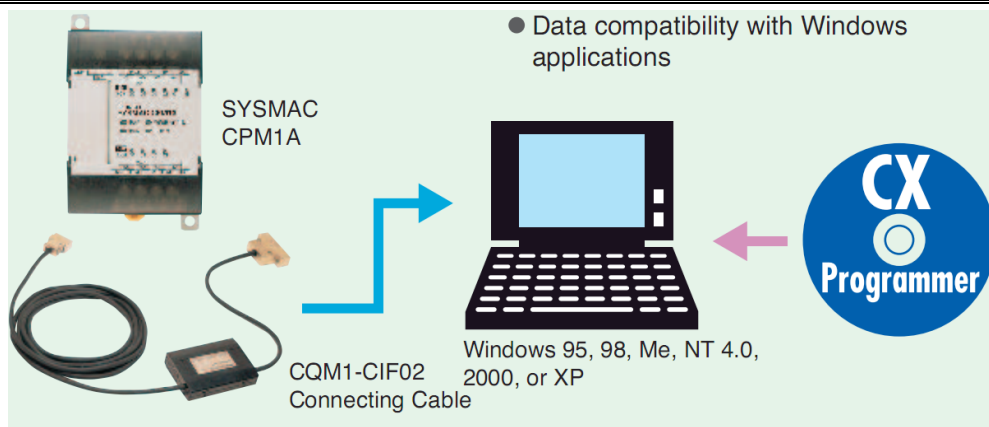 ● Data compatibility with Windows
applications
SYSMAC
CPM1A
CX
Programmer
Windows 95, 98, Me, NT 4.0,
2000, or XP
CQM1-CIF02
Connecting Cable